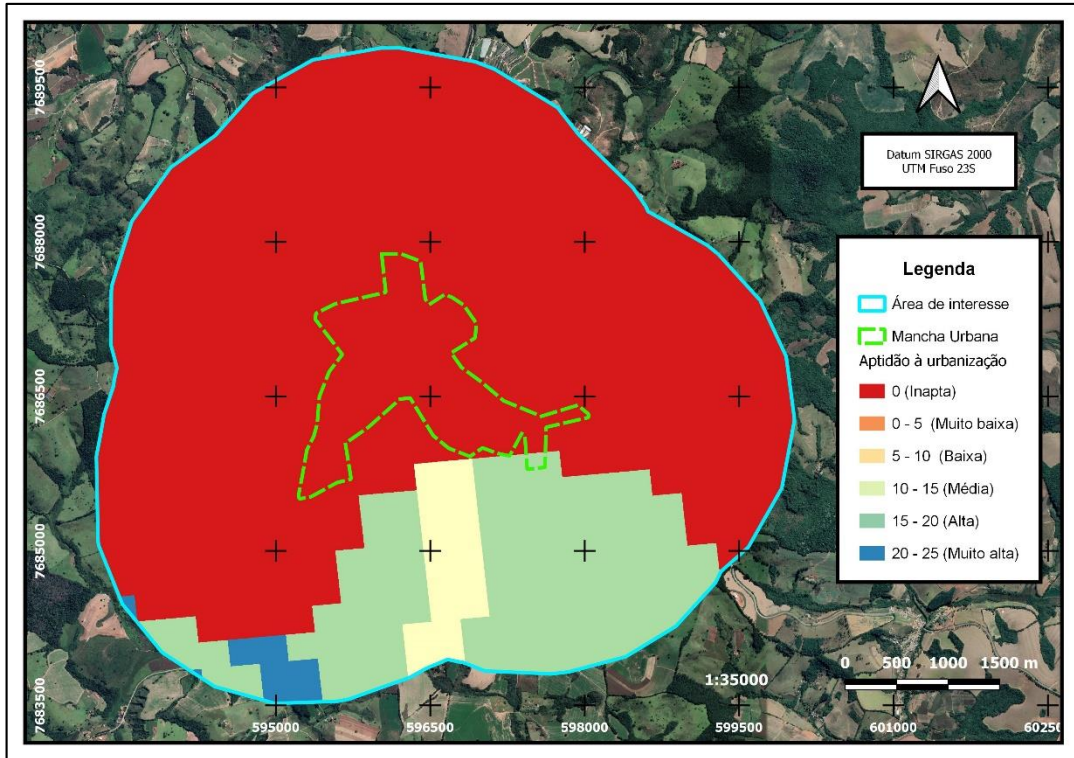 7689500
7688000
7686500
7685000
7683500
Datum SIRGAS 2000
UTM Fuso 23S
Legenda
Área de interesse
Mancha Urbana
Aptidão à urbanização
0 (Inapta)
0 - 5 (Muito baixa)
5 - 10 (Baixa)
10 - 15 (Média)
15 - 20 (Alta)
20 - 25 (Muito alta)
0 500 1000 1500 m
1:35000
595000 596500 598000 599500 601000 602500